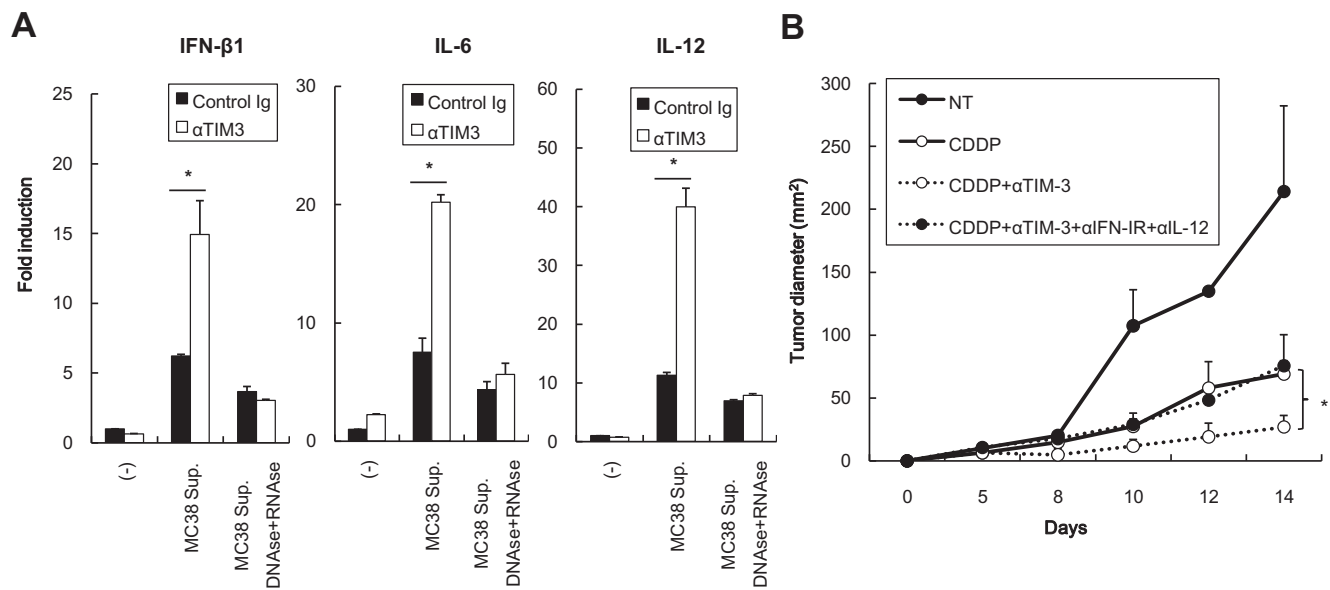 A
IFN-β1
Fold induction
25
20
15
10
5
0
Control Ig
αTIM3
*
(-)
MC38 Sup.
MC38 Sup.
DNAse+RNAse
IL-6
30
20
10
0
Control Ig
αTIM3
*
(-)
MC38 Sup.
MC38 Sup.
DNAse+RNAse
IL-12
60
50
40
30
20
10
0
Control Ig
αTIM3
*
(-)
MC38 Sup.
MC38 Sup.
DNAse+RNAse
B
Tumor diameter (mm²)
300
250
200
150
100
50
0
NT
CDDP
CDDP+αTIM-3
CDDP+αTIM-3+αIFN-IR+αIL-12
*
0 5 8 10 12 14
Days